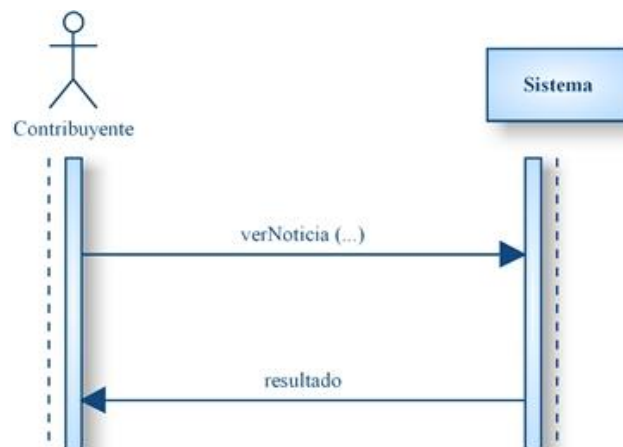 Sistema
Contribuyente
verNoticia (...)
resultado